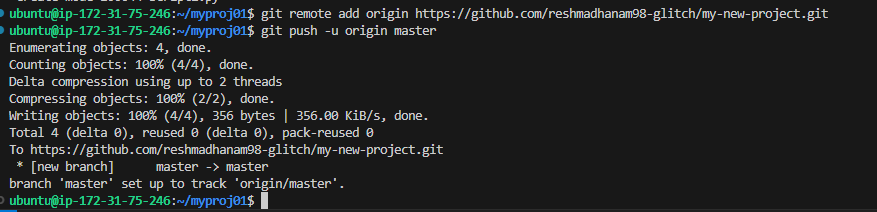 ubuntu@ip-172-31-75-246:~/myproj01$ git remote add origin https://github.com/reshmadhanam98-glitch/my-new-project.git
ubuntu@ip-172-31-75-246:~/myproj01$ git push -u origin master
Enumerating objects: 4, done.
Counting objects: 100% (4/4), done.
Delta compression using up to 2 threads
Compressing objects: 100% (2/2), done.
Writing objects: 100% (4/4), 356 bytes | 356.00 KiB/s, done.
Total 4 (delta 0), reused 0 (delta 0), pack-reused 0
To https://github.com/reshmadhanam98-glitch/my-new-project.git
 * [new branch]      master -> master
branch 'master' set up to track 'origin/master'.
ubuntu@ip-172-31-75-246:~/myproj01$